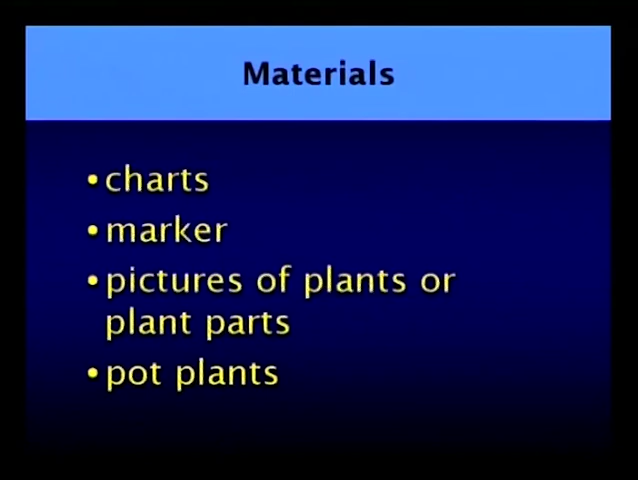 Materials
•charts
•marker
•pictures of plants or
plant parts
•pot plants